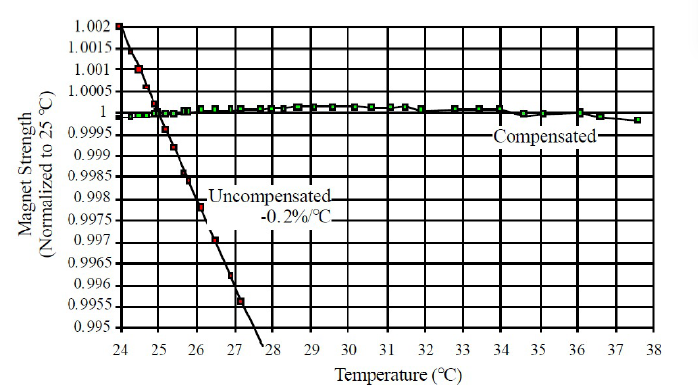 1.002
1.0015
1.001
1.0005
1
0.9995
0.999
0.9985
0.998
0.9975
0.997
0.9965
0.996
0.9955
0.995
Magnet Strength
(Normalized to 25 °C)
Compensated
Uncompensated
-0.2%/°C
24 25 26 27 28 29 30 31 32 33 34 35 36 37 38
Temperature (°C)